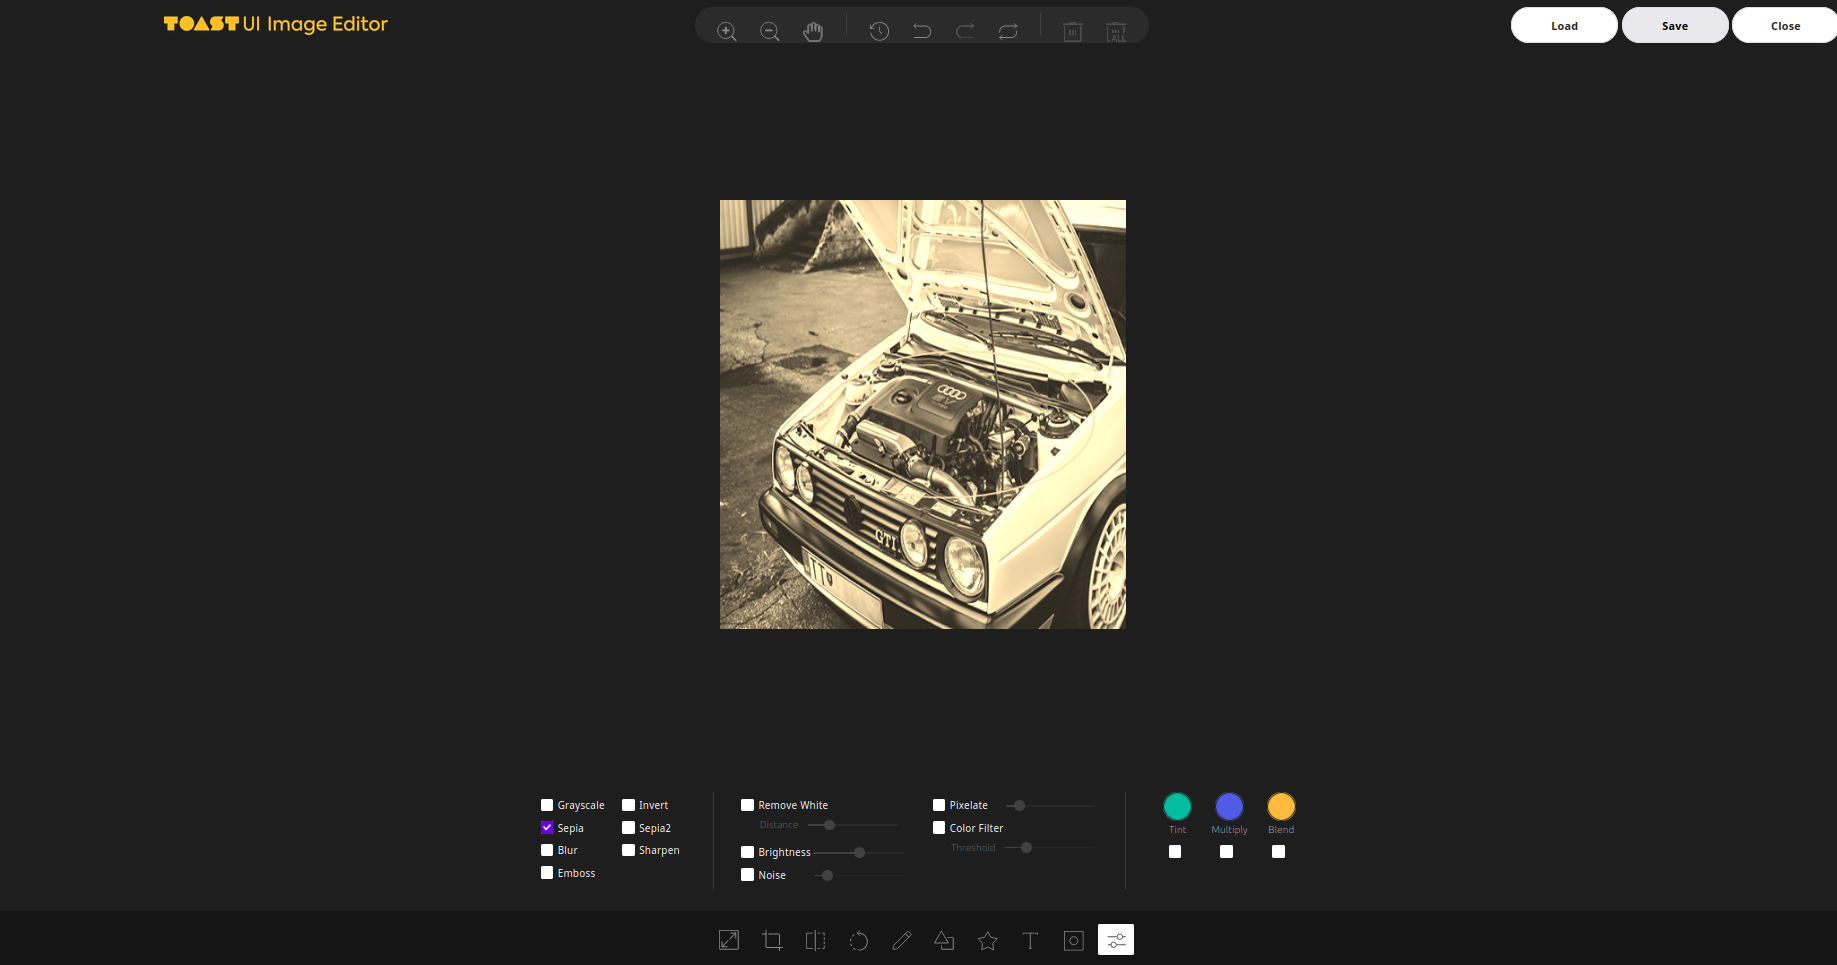 TOAST UI Image Editor
ALL
Load
Save
Close
GTI
Grayscale
Invert
Remove White
Pixelate
Sepia
Sepia2
Distance
Color Filter
Tint
Multiply
Blend
Blur
Sharpen
Brightness
Threshold
Emboss
Noise